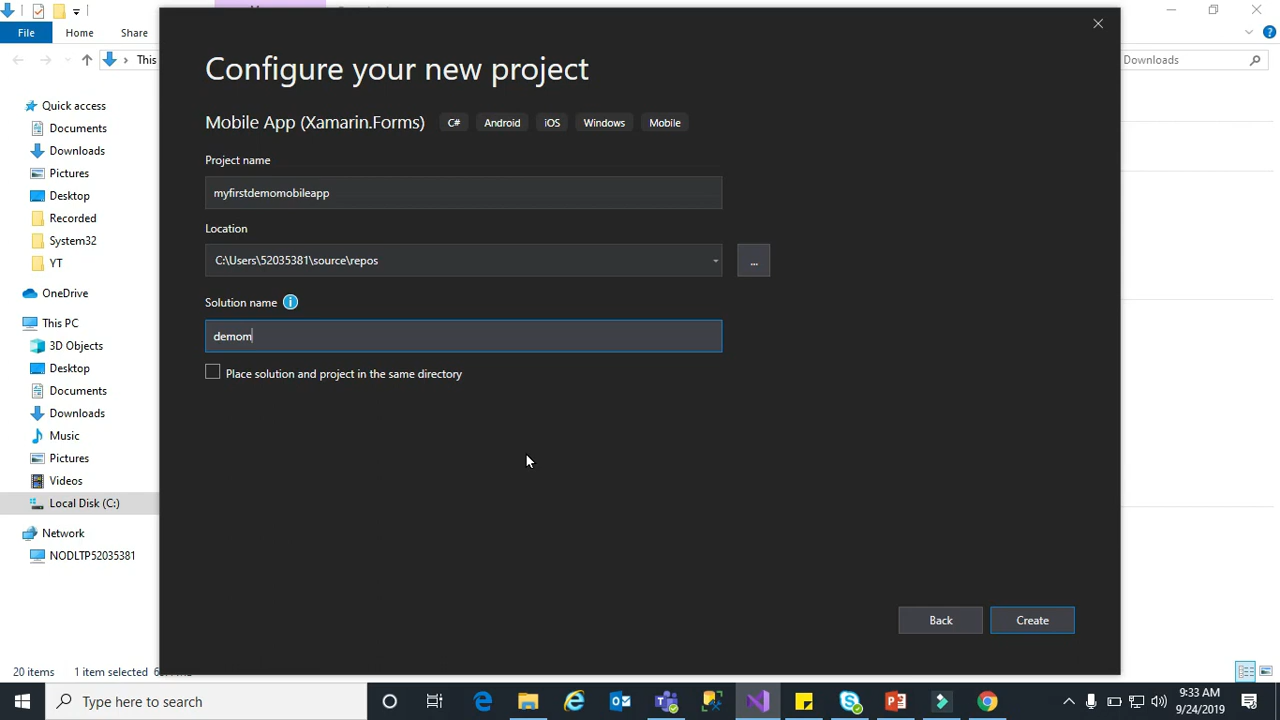 File
Home
Share
This
Downloads
Quick access
Documents
Downloads
Pictures
Desktop
Recorded
System32
YT
OneDrive
This PC
3D Objects
Desktop
Documents
Downloads
Music
Pictures
Videos
Local Disk (C:)
Network
NODLTP52035381
20 items 1 item selected
Configure your new project
Mobile App (Xamarin.Forms) C# Android iOS Windows Mobile
Project name
myfirstdemomobileapp
Location
C:\Users\52035381\source\repos
...
Solution name
demom
Place solution and project in the same directory
Back Create
Type here to search
9:33 AM
9/24/2019